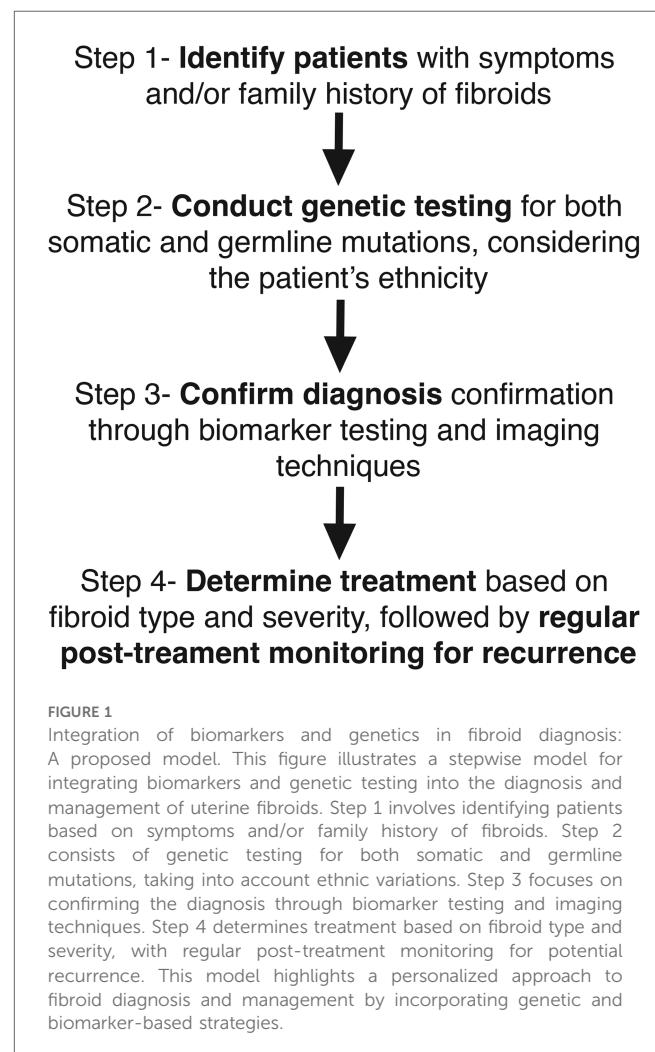 Step 1- Identify patients with symptoms
and/or family history of fibroids
Step 2- Conduct genetic testing for both
somatic and germline mutations, considering
the patient’s ethnicity
Step 3- Confirm diagnosis confirmation
through biomarker testing and imaging
techniques
Step 4- Determine treatment based on
fibroid type and severity, followed by regular
post-treament monitoring for recurrence
FIGURE 1
Integration of biomarkers and genetics in fibroid diagnosis:
A proposed model. This figure illustrates a stepwise model for
integrating biomarkers and genetic testing into the diagnosis and
management of uterine fibroids. Step 1 involves identifying patients
based on symptoms and/or family history of fibroids. Step 2
consists of genetic testing for both somatic and germline
mutations, taking into account ethnic variations. Step 3 focuses on
confirming the diagnosis through biomarker testing and imaging
techniques. Step 4 determines treatment based on fibroid type and
severity, with regular post-treatment monitoring for potential
recurrence. This model highlights a personalized approach to
fibroid diagnosis and management by incorporating genetic and
biomarker-based strategies.